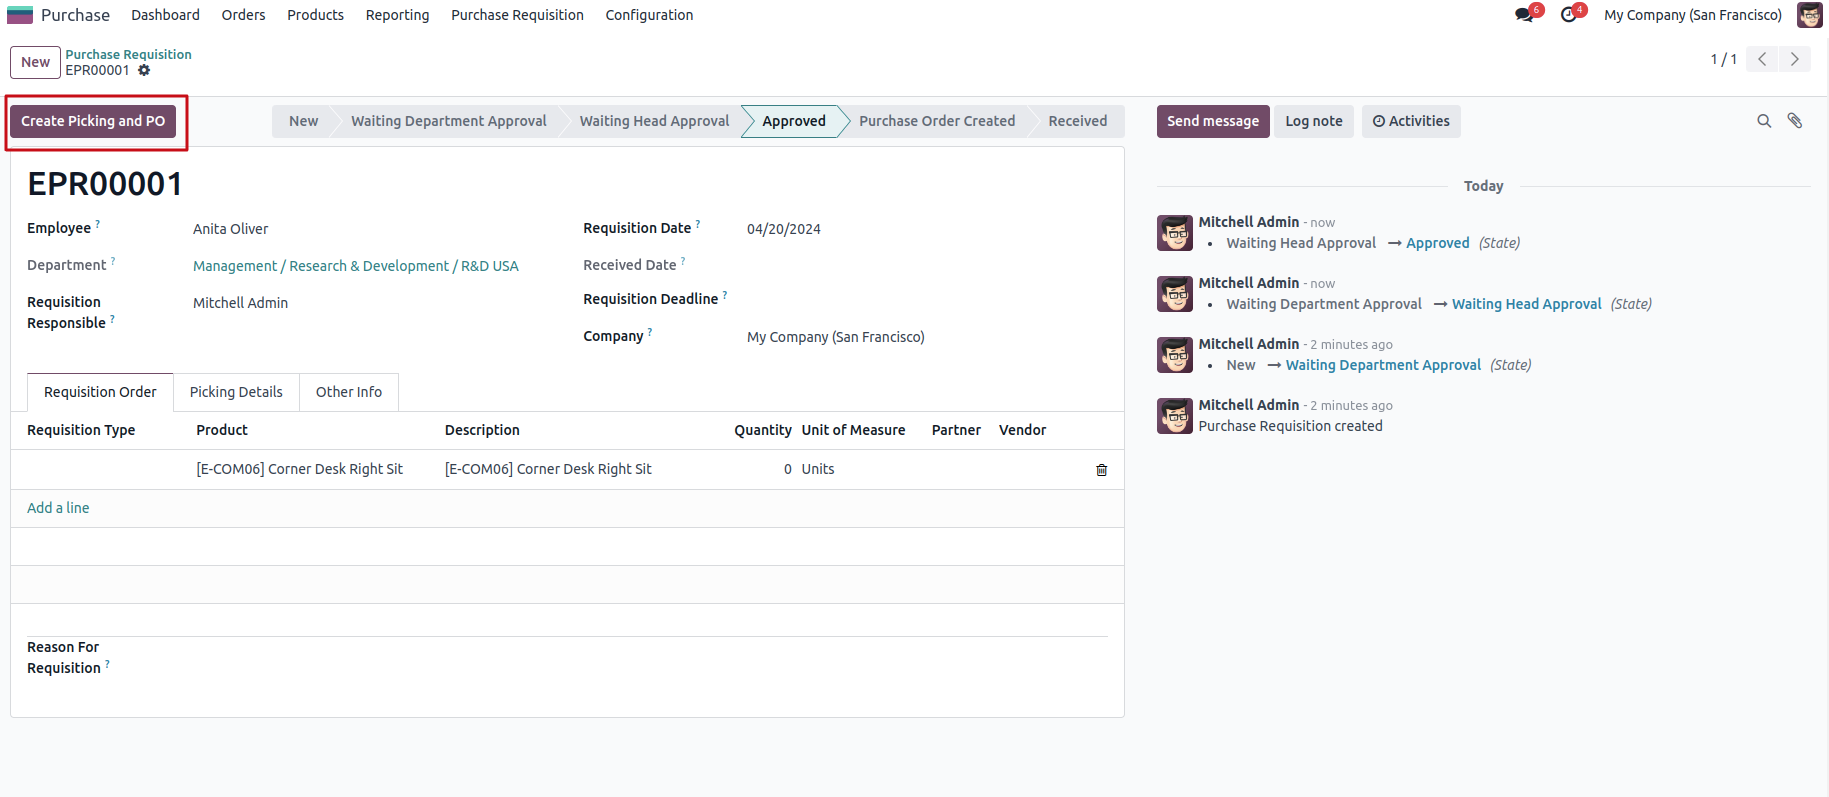 Purchase Dashboard Orders Products Reporting Purchase Requisition Configuration 6 4 My Company (San Francisco)
New Purchase Requisition
EPR00001 1 / 1
Create Picking and PO New Waiting Department Approval Waiting Head Approval Approved Purchase Order Created Received
EPR00001
Employee ? Anita Oliver
Department ? Management / Research & Development / R&D USA
Requisition
Responsible ? Mitchell Admin
Requisition Date ? 04/20/2024
Received Date ?
Requisition Deadline ?
Company ? My Company (San Francisco)
Requisition Order Picking Details Other Info
Requisition Type Product Description Quantity Unit of Measure Partner Vendor
[E-COM06] Corner Desk Right Sit [E-COM06] Corner Desk Right Sit 0 Units
Add a line
Reason For
Requisition ?
Send message Log note Activities
Today
Mitchell Admin - now
• Waiting Head Approval → Approved (State)
Mitchell Admin - now
• Waiting Department Approval → Waiting Head Approval (State)
Mitchell Admin - 2 minutes ago
• New → Waiting Department Approval (State)
Mitchell Admin - 2 minutes ago
Purchase Requisition created